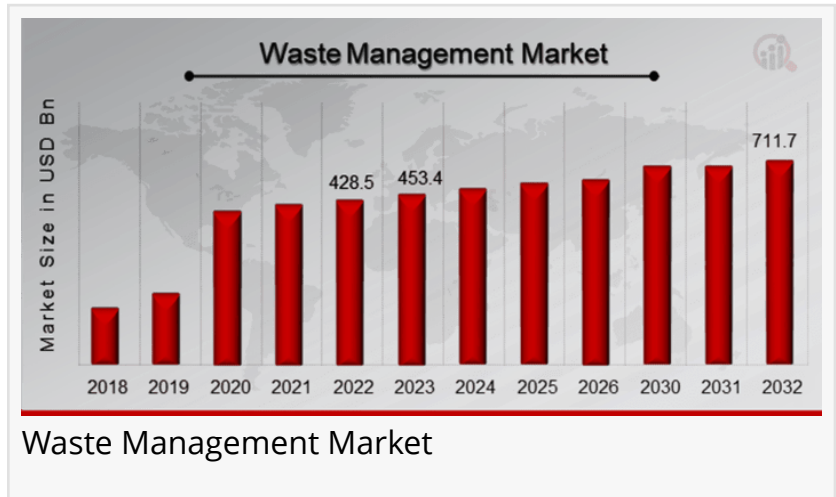 Waste Management Market
Market Size in USD Bn
428.5
453.4
711.7
2018 2019 2020 2021 2022 2023 2024 2025 2026 2030 2031 2032
Waste Management Market